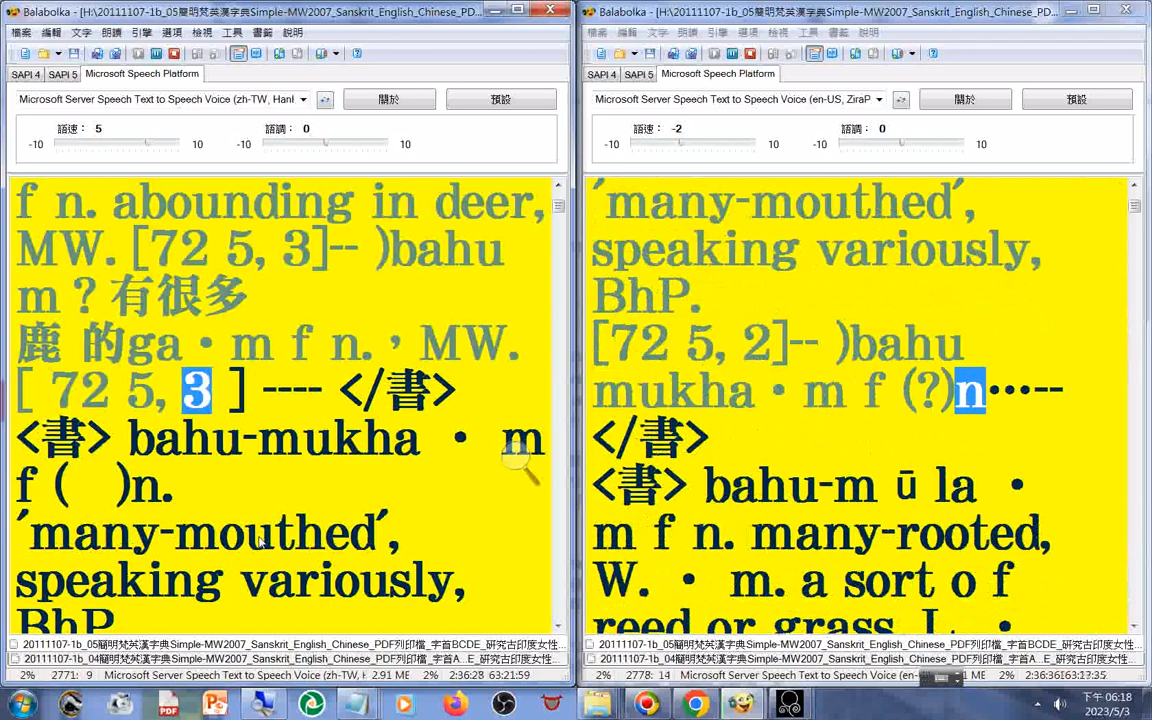 Balabolka - [H:\20111107-1b_05簡明梵英漢字典Simple-MW2007_Sanskrit_English_Chinese_PD...
檔案 編輯 文字 朗讀 引擎 選項 檢視 工具 書籤 說明
SAPI 4 SAPI 5 Microsoft Speech Platform
Microsoft Server Speech Text to Speech Voice (zh-TW, HanI
關於 預設
語速： 5 語調： 0
-10 10 -10 10
f n. abounding in deer,
MW. [72 5, 3]-- )bahu
m？有很多
鹿 的ga・m f n.，MW.
[ 72 5, 3 ] ---- </書>
<書> bahu-mukha ・ m
f ( )n.
'many-mouthed',
speaking variously,
BhP.
20111107-1b_05簡明梵英漢字典Simple-MW2007_Sanskrit_English_Chinese_PDF列印檔_字首BCDE_研究古印度女性...
20111107-1b_04簡明梵英漢字典Simple-MW2007_Sanskrit_English_Chinese_PDF列印檔_字首A...E_研究古印度女性...
2% 2771: 9 Microsoft Server Speech Text to Speech Voice (zh-TW, H 2.91 MB 2% 2:36:28 63:21:59
Balabolka - [H:\20111107-1b_05簡明梵英漢字典Simple-MW2007_Sanskrit_English_Chinese_PD...
檔案 編輯 文字 朗讀 引擎 選項 檢視 工具 書籤 說明
SAPI 4 SAPI 5 Microsoft Speech Platform
Microsoft Server Speech Text to Speech Voice (en-US, ZiraP
關於 預設
語速： -2 語調： 0
-10 10 -10 10
'many-mouthed',
speaking variously,
BhP.
[72 5, 2]-- )bahu
mukha・m f (?)n…--
</書>
<書> bahu-m ū la ・
m f n. many-rooted,
W. ・ m. a sort o f
reed or grass, L. ・
20111107-1b_05簡明梵英漢字典Simple-MW2007_Sanskrit_English_Chinese_PDF列印檔_字首BCDE_研究古印度女性...
20111107-1b_04簡明梵英漢字典Simple-MW2007_Sanskrit_English_Chinese_PDF列印檔_字首A...E_研究古印度女性...
2% 2778: 14 Microsoft Server Speech Text to Speech Voice (en-US 2% 2:36:36
下午 06:18
2023/5/3